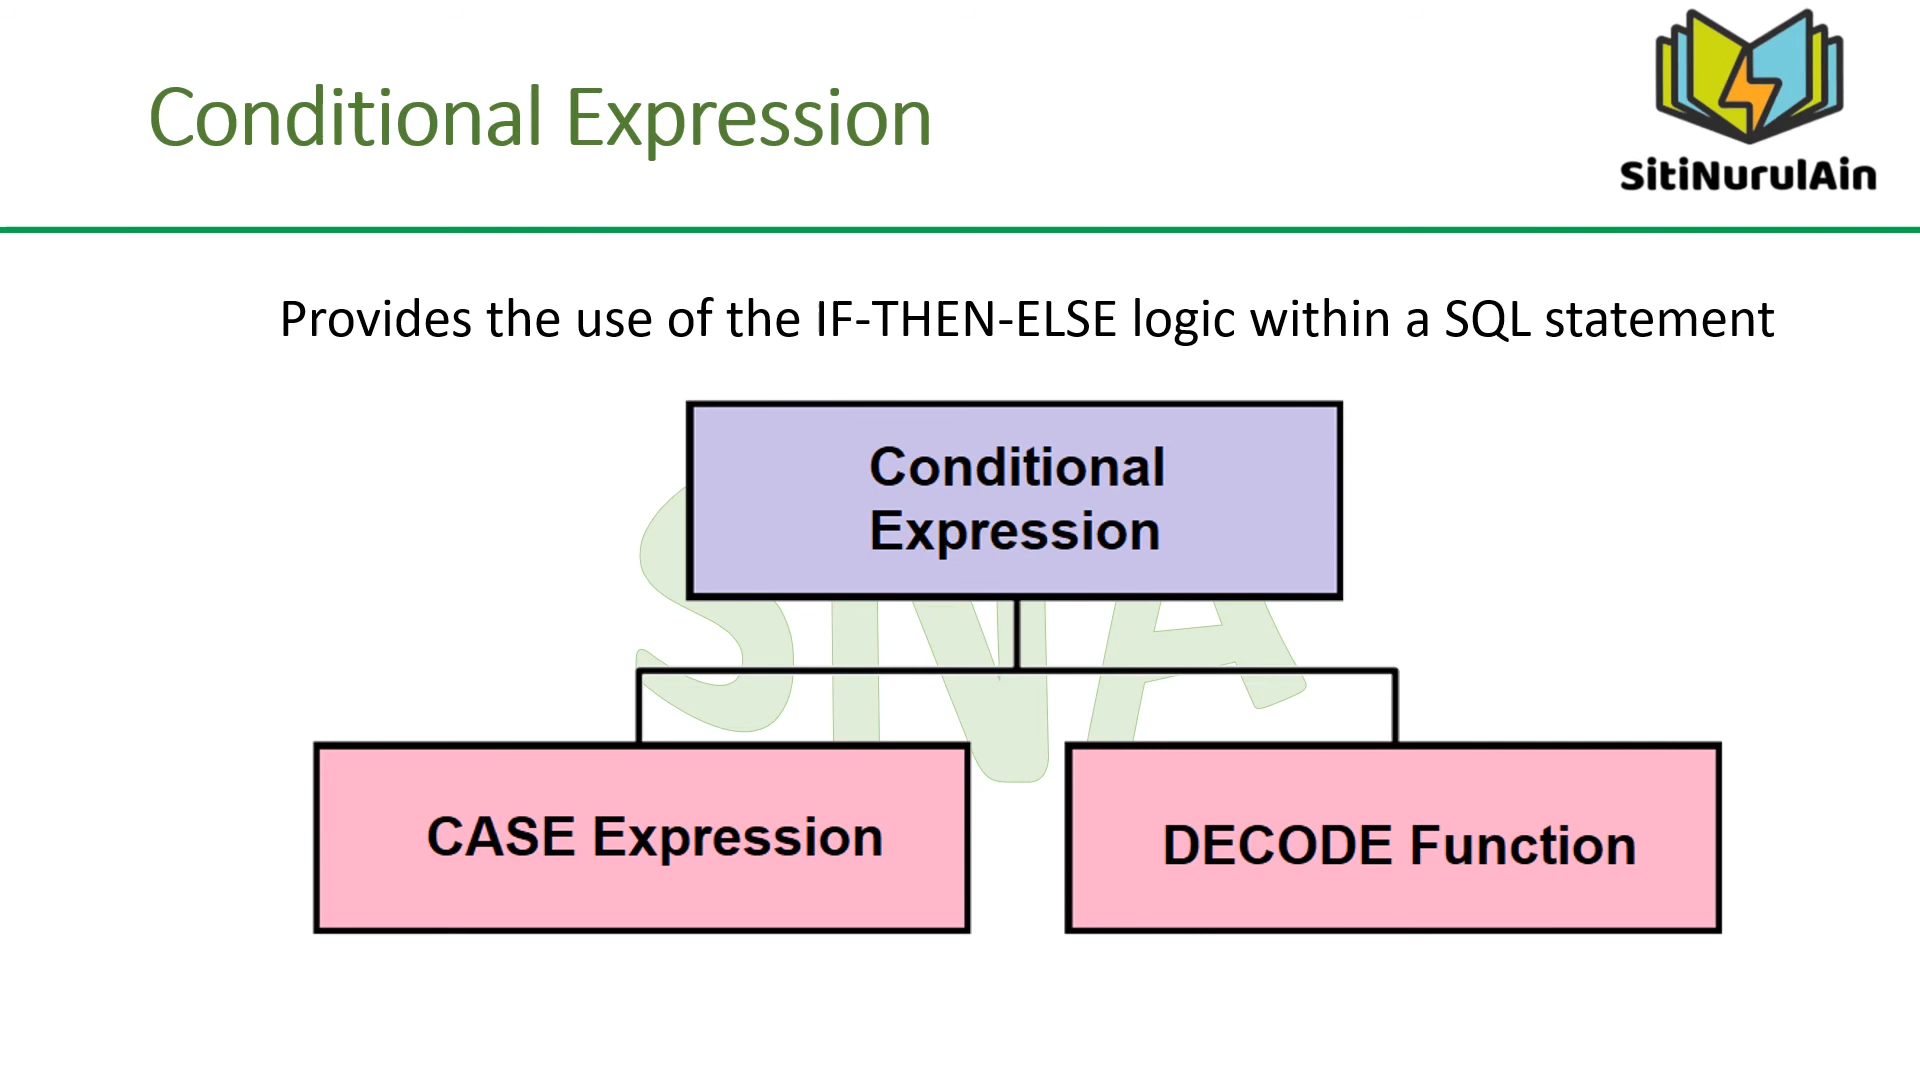 Conditional Expression
SitiNurulAin
Provides the use of the IF-THEN-ELSE logic within a SQL statement
Conditional
Expression
SNA
CASE Expression
DECODE Function